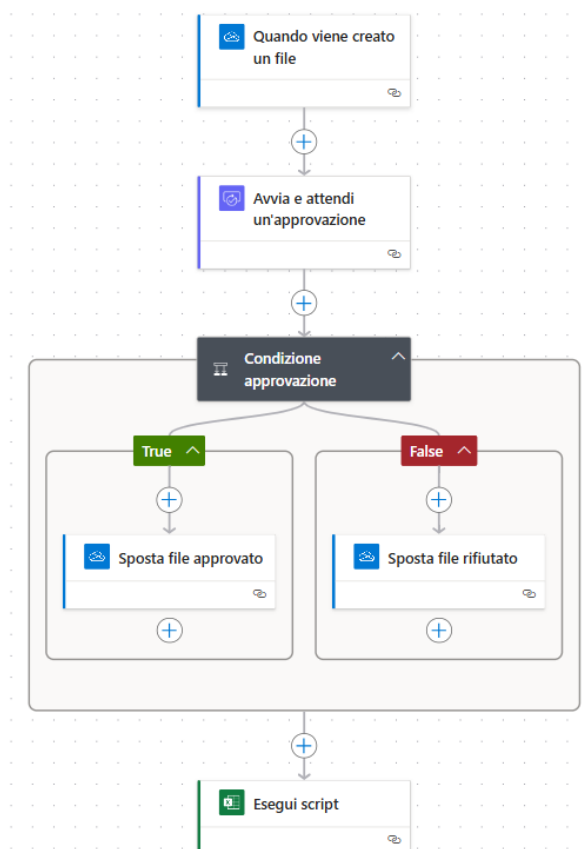 Quando viene creato
un file
Avvia e attendi
un'approvazione
Condizione
approvazione
True
False
Sposta file approvato
Sposta file rifiutato
Esegui script